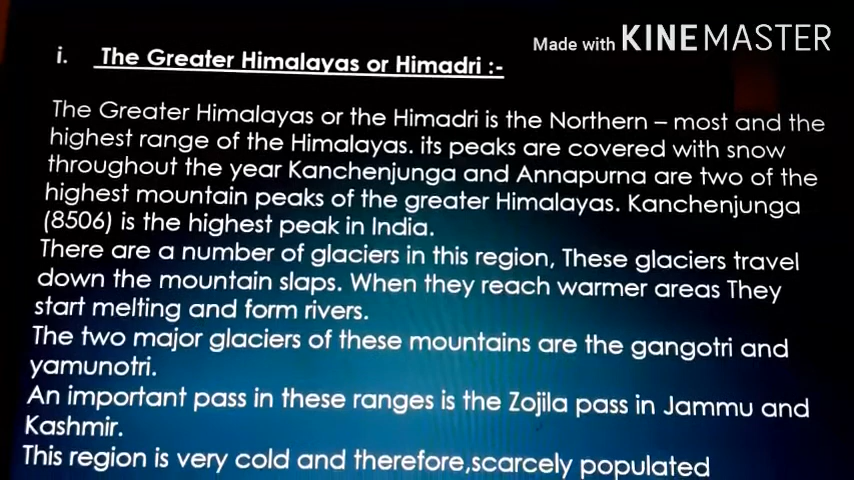 Made with KINEMASTER
i. The Greater Himalayas or Himadri :-
The Greater Himalayas or the Himadri is the Northern – most and the
highest range of the Himalayas. its peaks are covered with snow
throughout the year Kanchenjunga and Annapurna are two of the
highest mountain peaks of the greater Himalayas. Kanchenjunga
(8506) is the highest peak in India.
There are a number of glaciers in this region, These glaciers travel
down the mountain slaps. When they reach warmer areas They
start melting and form rivers.
The two major glaciers of these mountains are the gangotri and
yamunotri.
An important pass in these ranges is the Zojila pass in Jammu and
Kashmir.
This region is very cold and therefore,scarcely populated